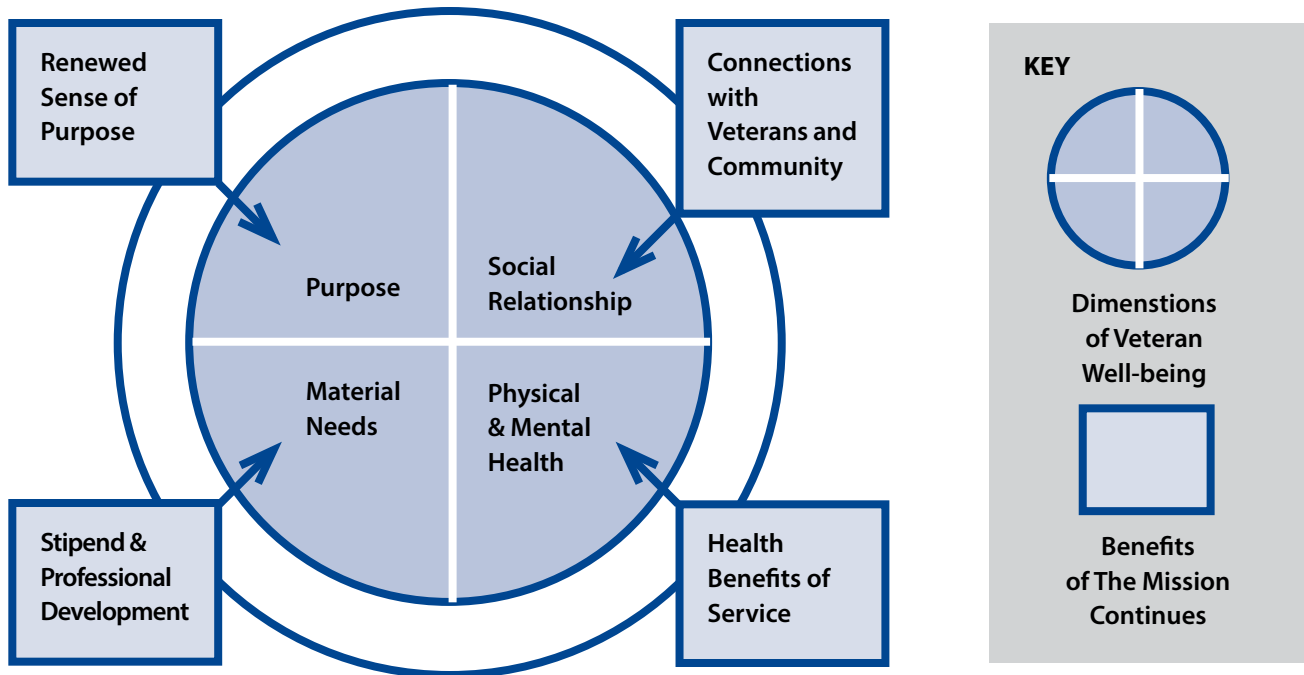 Renewed
Sense of
Purpose
Connections
with
Veterans and
Community
Purpose
Social
Relationship
Material
Needs
Physical
& Mental
Health
Stipend &
Professional
Development
Health
Benefits of
Service
KEY
Dimenstions
of Veteran
Well-being
Benefits
of The Mission
Continues